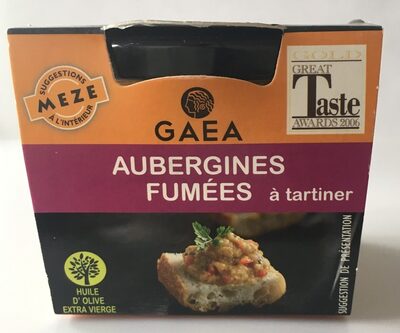 SUGGESTIONS
MEZE
À L'INTÉRIEUR
GAEA
GOLD
GREAT
Taste
AWARDS 2006
AUBERGINES
FUMÉES à tartiner
HUILE
D' OLIVE
EXTRA VIERGE
SUGGESTION DE PRÉSENTATION